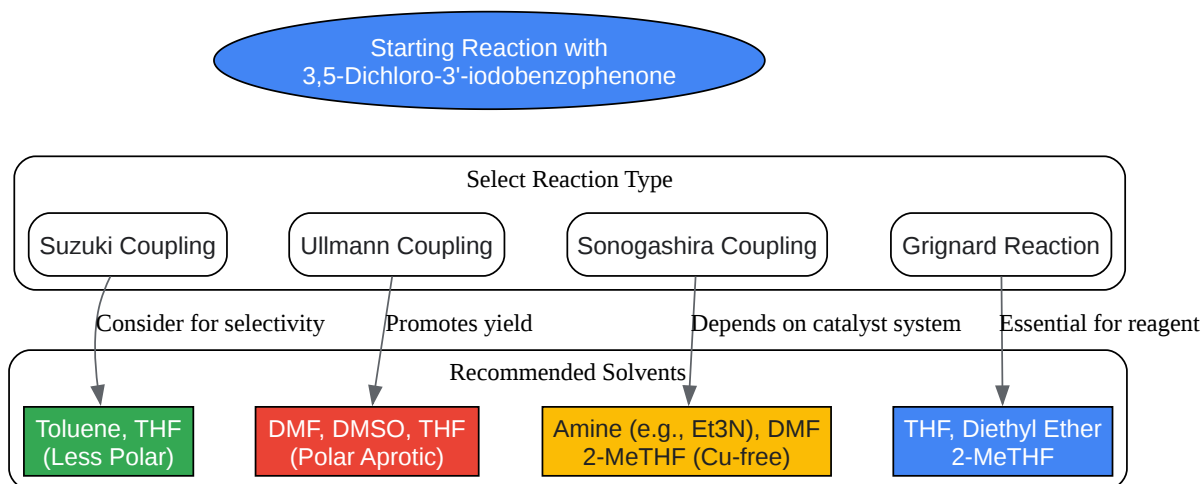 Starting Reaction with
3,5-Dichloro-3'-iodobenzophenone
Select Reaction Type
Suzuki Coupling
Ullmann Coupling
Sonogashira Coupling
Grignard Reaction
Consider for selectivity
Promotes yield
Depends on catalyst system
Essential for reagent
Recommended Solvents
Toluene, THF
(Less Polar)
DMF, DMSO, THF
(Polar Aprotic)
Amine (e.g., Et3N), DMF
2-MeTHF (Cu-free)
THF, Diethyl Ether
2-MeTHF